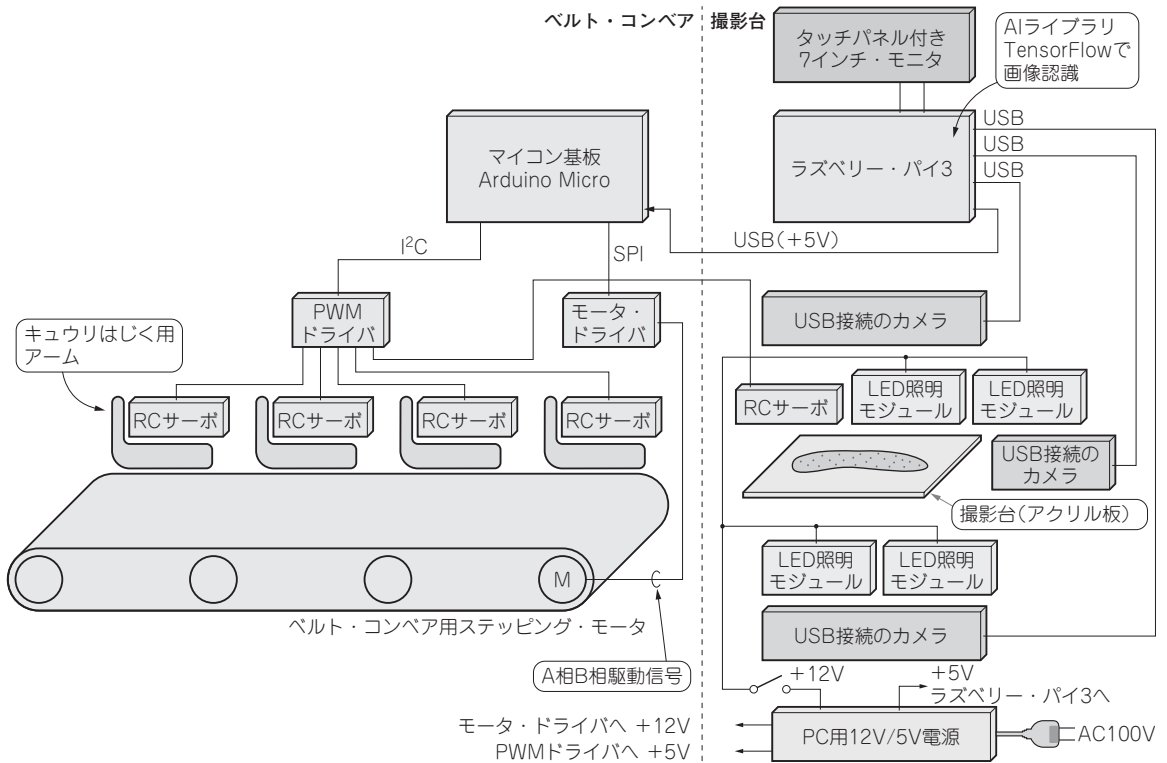 ベルト・コンベア
撮影台
タッチパネル付き
7インチ・モニタ
AIライブラリ
TensorFlowで
画像認識
マイコン基板
Arduino Micro
ラズベリー・パイ3
USB
USB
USB
USB(+5V)
I²C
SPI
PWM
ドライバ
モータ・
ドライバ
USB接続のカメラ
キュウリはじく用
アーム
RCサーボ
RCサーボ
RCサーボ
RCサーボ
RCサーボ
LED照明
モジュール
LED照明
モジュール
USB接続の
カメラ
撮影台(アクリル板)
LED照明
モジュール
LED照明
モジュール
M
ベルト・コンベア用ステッピング・モータ
USB接続のカメラ
A相B相駆動信号
+12V
+5V
ラズベリー・パイ3へ
モータ・ドライバへ +12V
PWMドライバへ +5V
PC用12V/5V電源
AC100V